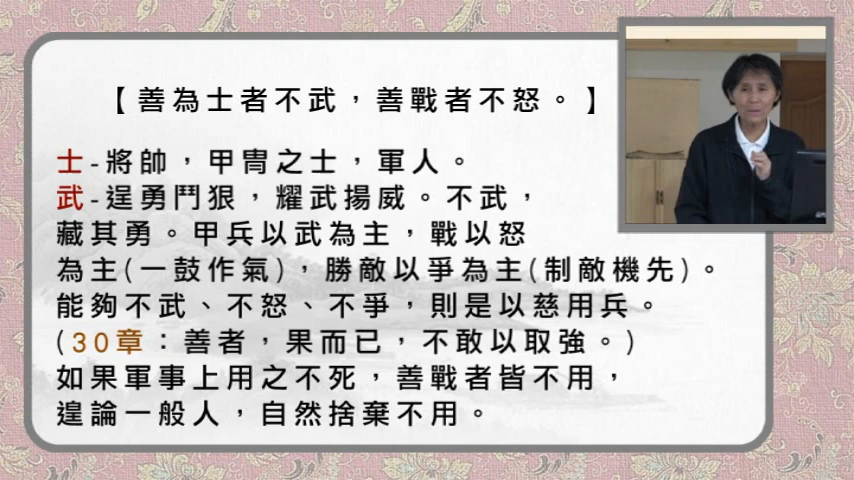 【善為士者不武，善戰者不怒。】
士-將帥，甲冑之士，軍人。
武-逞勇鬥狠，耀武揚威。不武，
藏其勇。甲兵以武為主，戰以怒
為主(一鼓作氣)，勝敵以爭為主(制敵機先)。
能夠不武、不怒、不爭，則是以慈用兵。
(30章：善者，果而已，不敢以取強。)
如果軍事上用之不死，善戰者皆不用，
遑論一般人，自然捨棄不用。